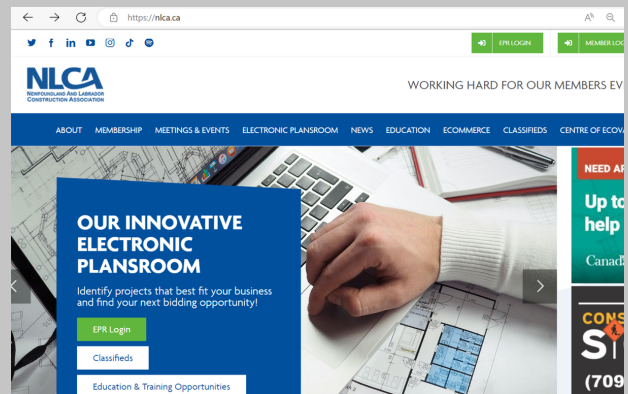 https://nlca.ca
EPR LOGIN
MEMBER LOG
NLCA
NEWFOUNDLAND AND LABRADOR
CONSTRUCTION ASSOCIATION
WORKING HARD FOR OUR MEMBERS EV
ABOUT MEMBERSHIP MEETINGS & EVENTS ELECTRONIC PLANSROOM NEWS EDUCATION ECOMMERCE CLASSIFIEDS CENTRE OF ECOVA
OUR INNOVATIVE
ELECTRONIC
PLANSROOM
Identify projects that best fit your business
and find your next bidding opportunity!
EPR Login
Classifieds
Education & Training Opportunities
NEED AP
Up to
help
Canad
CONS
SI
(709